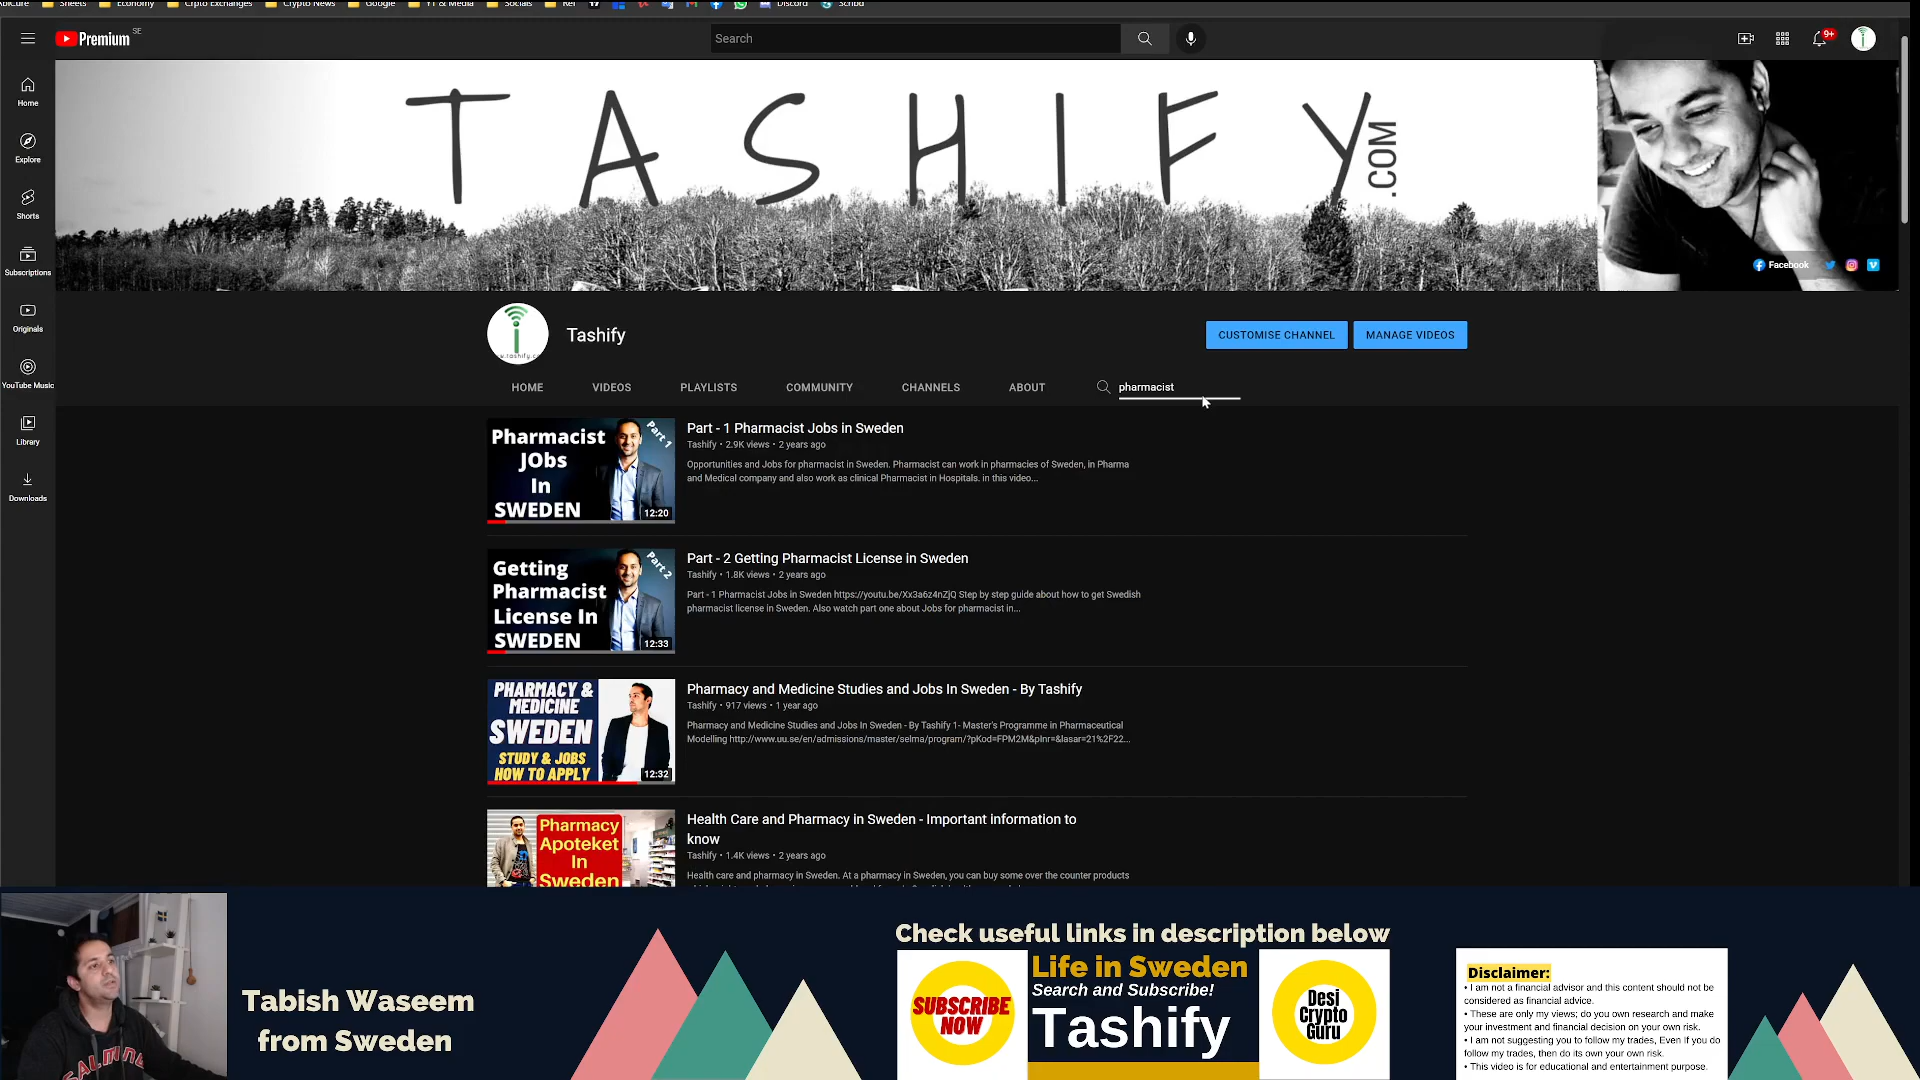 Sheets
Economy
Crpto Exchanges
Crypto News
Google
YT & Media
Socials
Discord
Scribd
Premium SE
Search
9+
Home
Explore
Shorts
Subscriptions
Originals
YouTube Music
Library
Downloads
TASHIFY
.COM
Facebook
Tashify
CUSTOMISE CHANNEL
MANAGE VIDEOS
HOME VIDEOS PLAYLISTS COMMUNITY CHANNELS ABOUT pharmacist
Pharmacist
JObs
In
SWEDEN
Part 1
12:20
Part - 1 Pharmacist Jobs in Sweden
Tashify • 2.9K views • 2 years ago
Opportunities and Jobs for pharmacist in Sweden. Pharmacist can work in pharmacies of Sweden, in Pharma
and Medical company and also work as clinical Pharmacist in Hospitals. in this video...
Getting
Pharmacist
License In
SWEDEN
Part 2
12:33
Part - 2 Getting Pharmacist License in Sweden
Tashify • 1.8K views • 2 years ago
Part - 1 Pharmacist Jobs in Sweden https://youtu.be/Xx3a6z4nZjQ Step by step guide about how to get Swedish
pharmacist license in Sweden. Also watch part one about Jobs for pharmacist in...
PHARMACY &
MEDICINE
SWEDEN
STUDY & JOBS
HOW TO APPLY
12:32
Pharmacy and Medicine Studies and Jobs In Sweden - By Tashify
Tashify • 917 views • 1 year ago
Pharmacy and Medicine Studies and Jobs In Sweden - By Tashify 1- Master's Programme in Pharmaceutical
Modelling http://www.uu.se/en/admissions/master/selma/program/?pKod=FPM2M&pInr=&lasar=21%2F22...
Pharmacy
Apoteket
In
Sweden
Health Care and Pharmacy in Sweden - Important information to
know
Tashify • 1.4K views • 2 years ago
Health care and pharmacy in Sweden. At a pharmacy in Sweden, you can buy some over the counter products
Tabish Waseem
from Sweden
Check useful links in description below
SUBSCRIBE
NOW
Life in Sweden
Search and Subscribe!
Tashify
Desi
Crypto
Guru
Disclaimer:
• I am not a financial advisor and this content should not be
considered as financial advice.
• These are only my views; do you own research and make
your investment and financial decision on your own risk.
• I am not suggesting you to follow my trades, Even if you do
follow my trades, then do its own your own risk.
• This video is for educational and entertainment purpose.